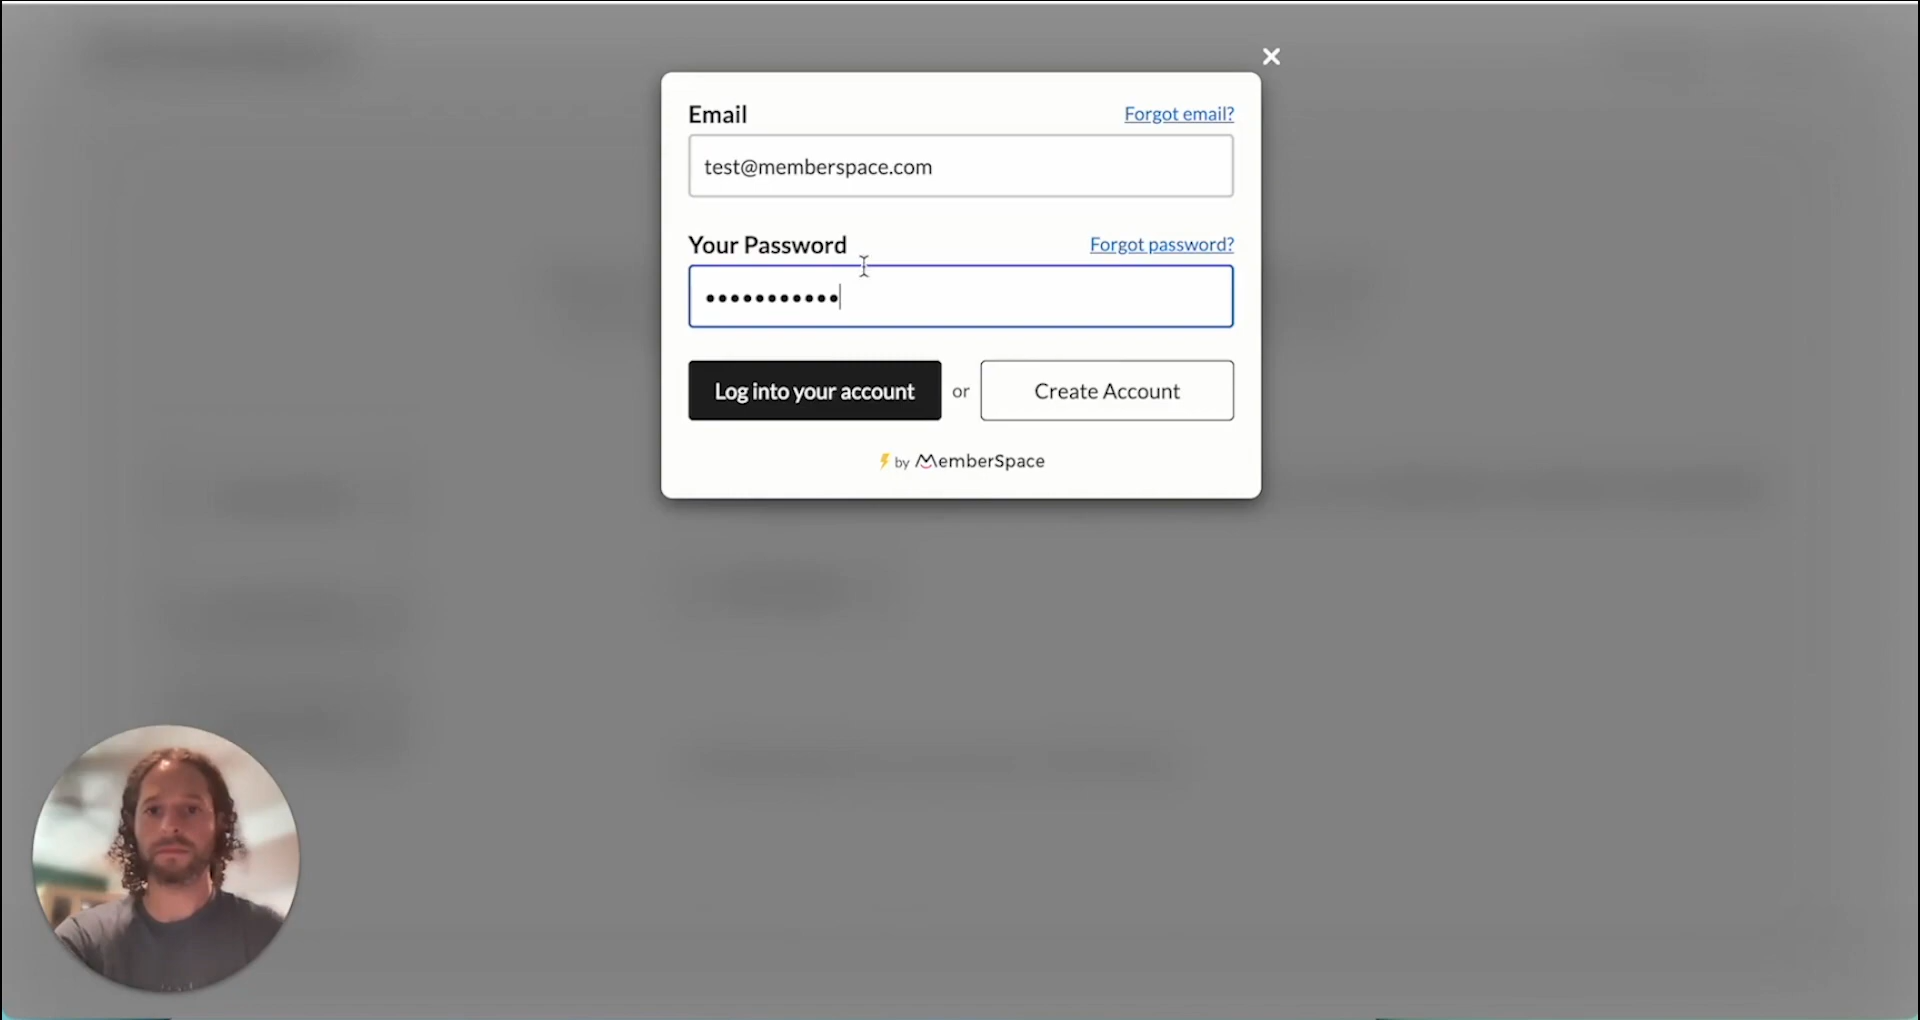 Email
Forgot email?
test@memberspace.com
Your Password
Forgot password?
•••••••••••
Log into your account
or
Create Account
by MemberSpace